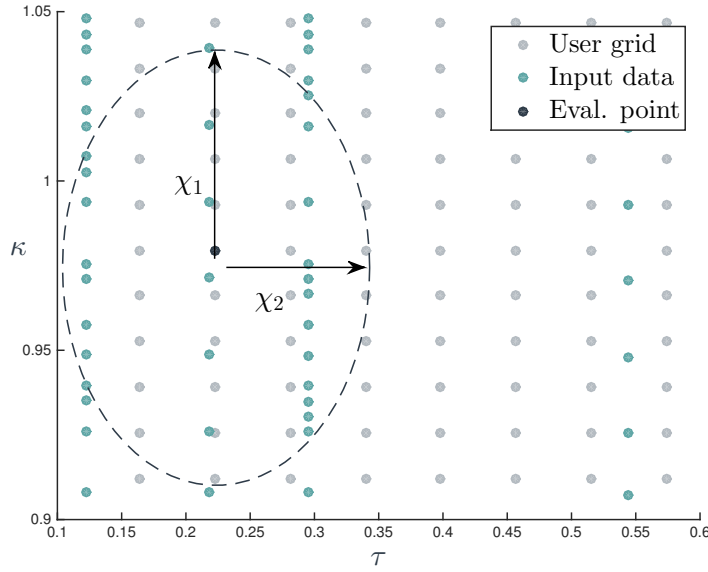 1.05
User grid
Input data
Eval. point
χ1
1
κ
χ2
0.95
0.9
0.1 0.15 0.2 0.25 0.3 0.35 0.4 0.45 0.5 0.55 0.6
τ